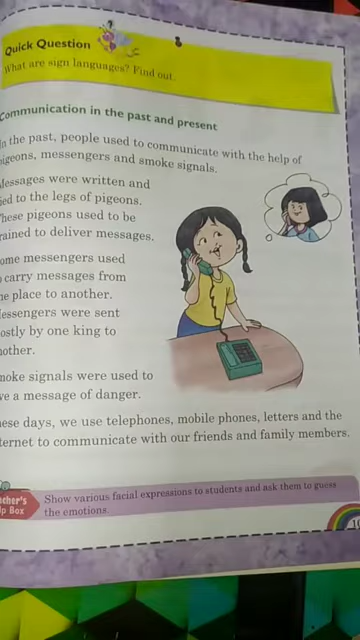 Quick Question
What are sign languages? Find out.
Communication in the past and present
In the past, people used to communicate with the help of
pigeons, messengers and smoke signals.
Messages were written and
tied to the legs of pigeons.
These pigeons used to be
trained to deliver messages.
Some messengers used
to carry messages from
one place to another.
Messengers were sent
mostly by one king to
another.
Smoke signals were used to
give a message of danger.
These days, we use telephones, mobile phones, letters and the
internet to communicate with our friends and family members.
Teacher's
Help Box
Show various facial expressions to students and ask them to guess
the emotions.